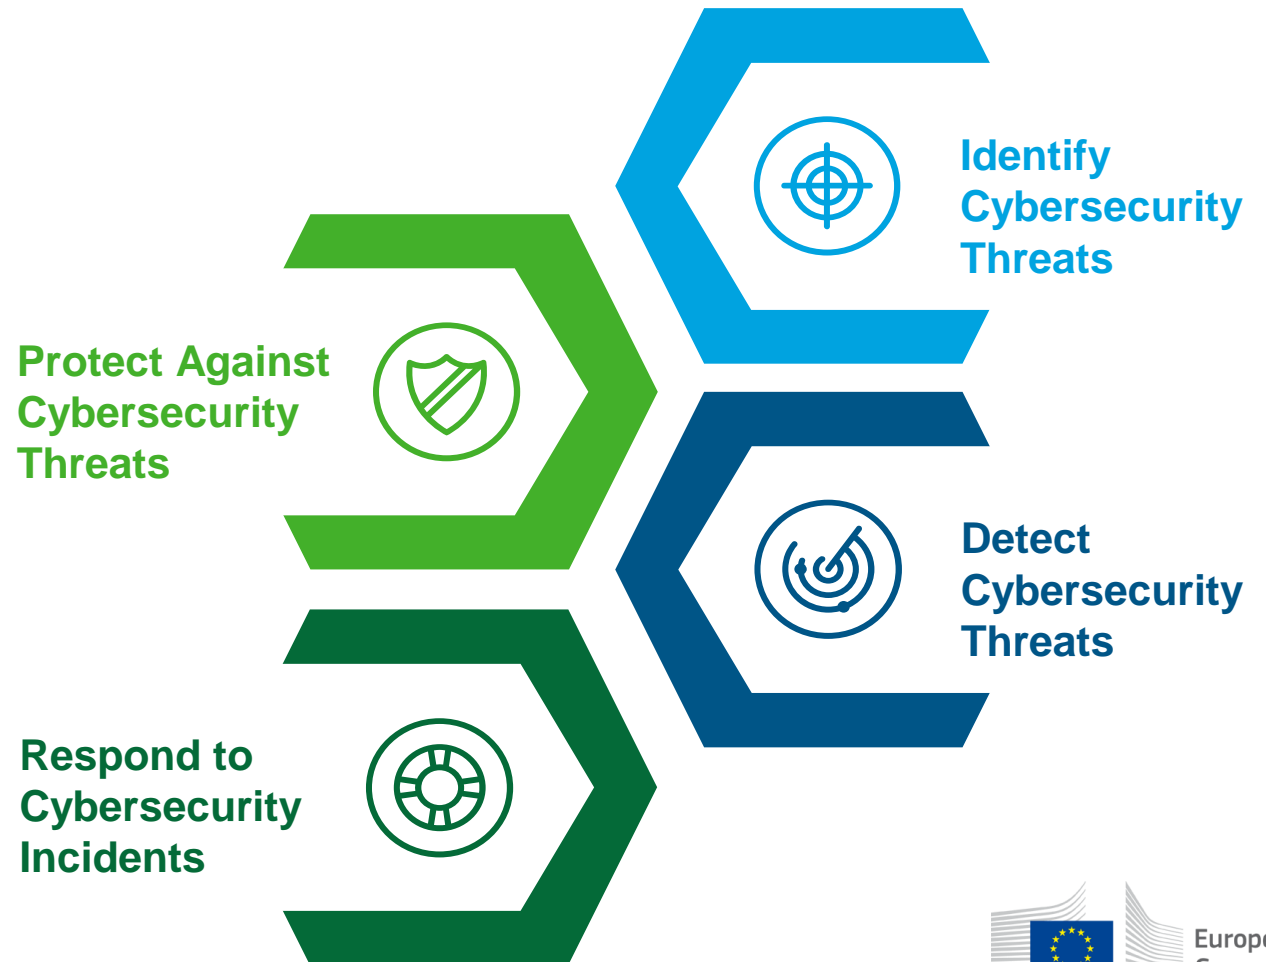 Identify
Cybersecurity
Threats
Protect Against
Cybersecurity
Threats
Detect
Cybersecurity
Threats
Respond to
Cybersecurity
Incidents